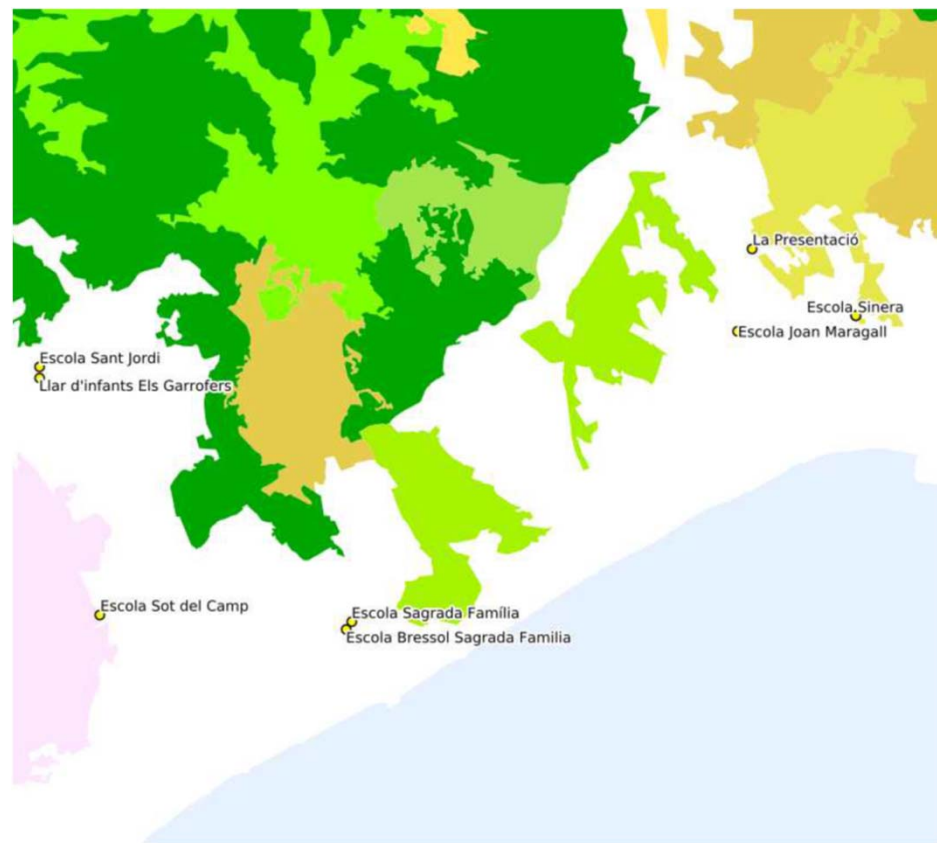 La Presentació
Escola Sinera
Escola Joan Maragall
Escola Sant Jordi
Llar d'infants Els Garrofers
Escola Sot del Camp
Escola Sagrada Família
Escola Bressol Sagrada Familia